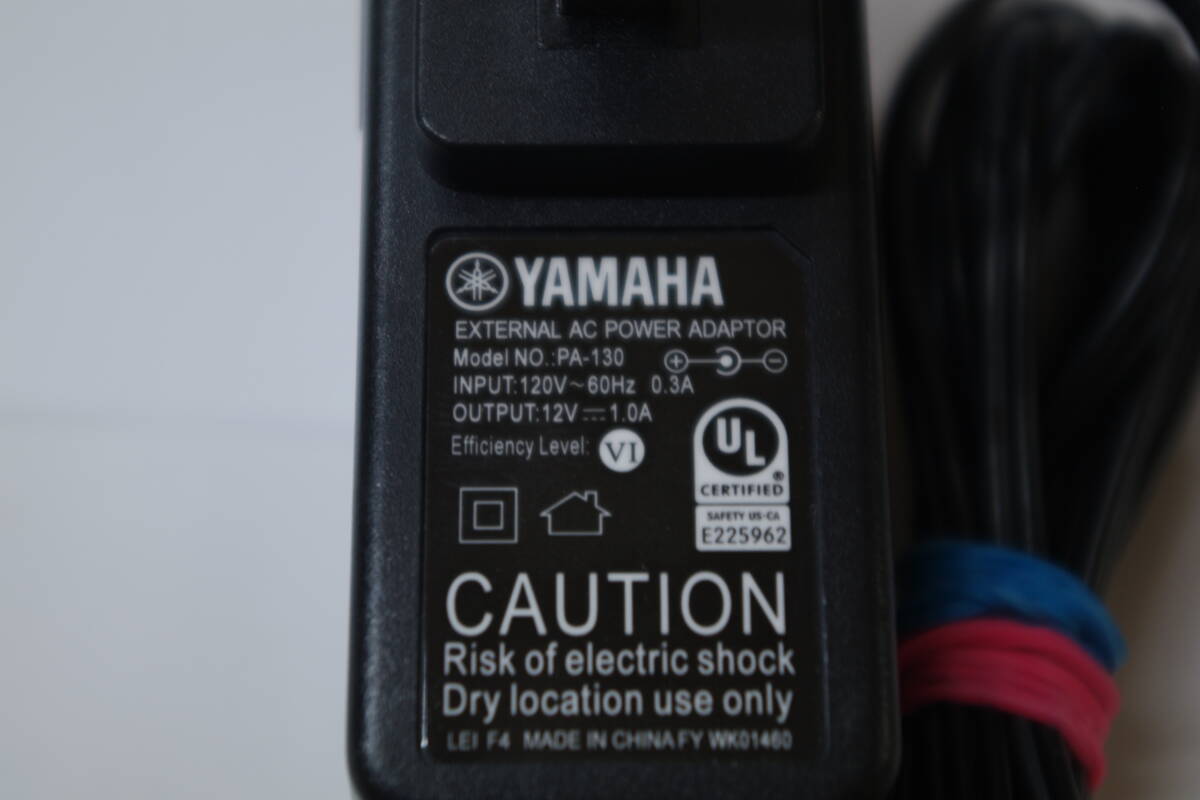 YAMAHA
EXTERNAL AC POWER ADAPTOR
Model NO.:PA-130
INPUT:120V~60Hz 0.3A
OUTPUT:12V⎓1.0A
Efficiency Level: VI
UL
®
CERTIFIED
SAFETY US-CA
E225962
CAUTION
Risk of electric shock
Dry location use only
LEI F4 MADE IN CHINA FY WK01460